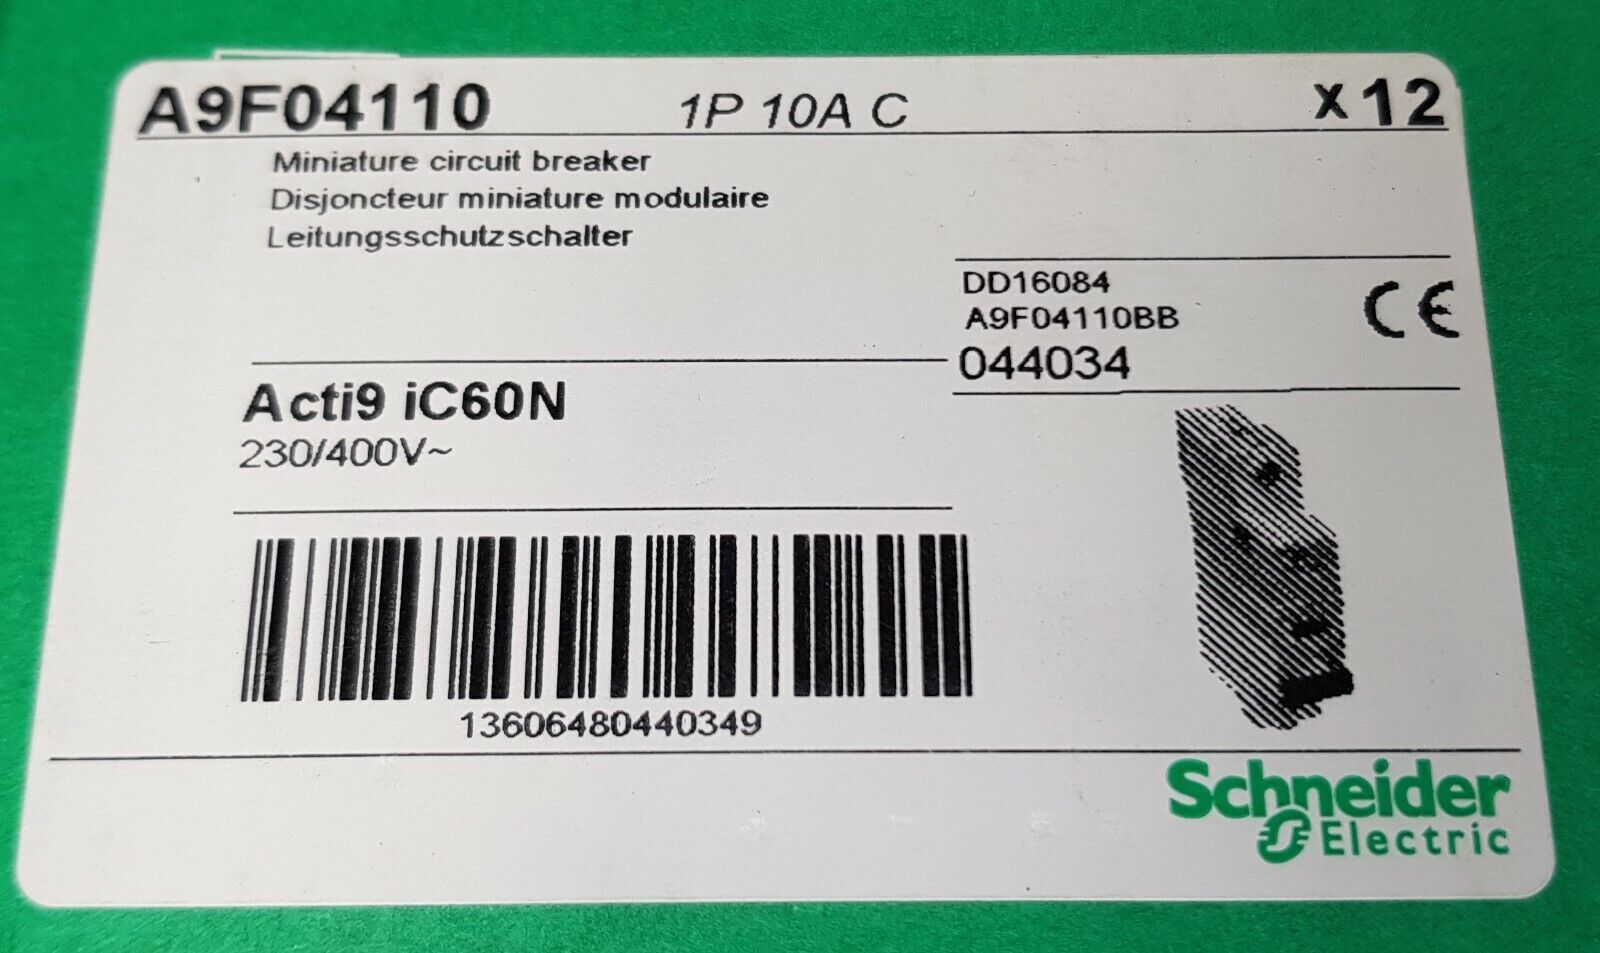 A9F04110 1P 10A C x12
Miniature circuit breaker
Disjoncteur miniature modulaire
Leitungsschutzschalter
DD16084
A9F04110BB
044034
CE
Acti9 iC60N
230/400V~
13606480440349
Schneider
Electric